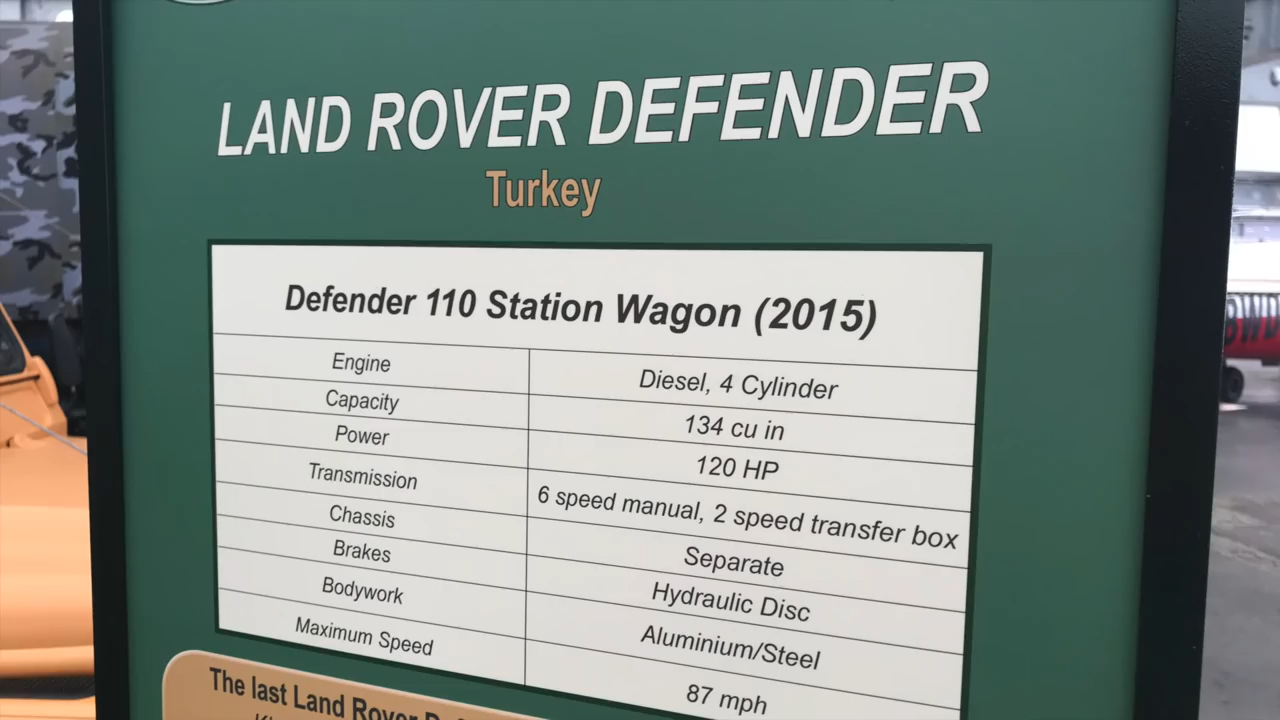 LAND ROVER DEFENDER
Turkey
Defender 110 Station Wagon (2015)
Engine Diesel, 4 Cylinder
Capacity 134 cu in
Power 120 HP
Transmission 6 speed manual, 2 speed transfer box
Chassis Separate
Brakes Hydraulic Disc
Bodywork Aluminium/Steel
Maximum Speed 87 mph
The last Land Rover